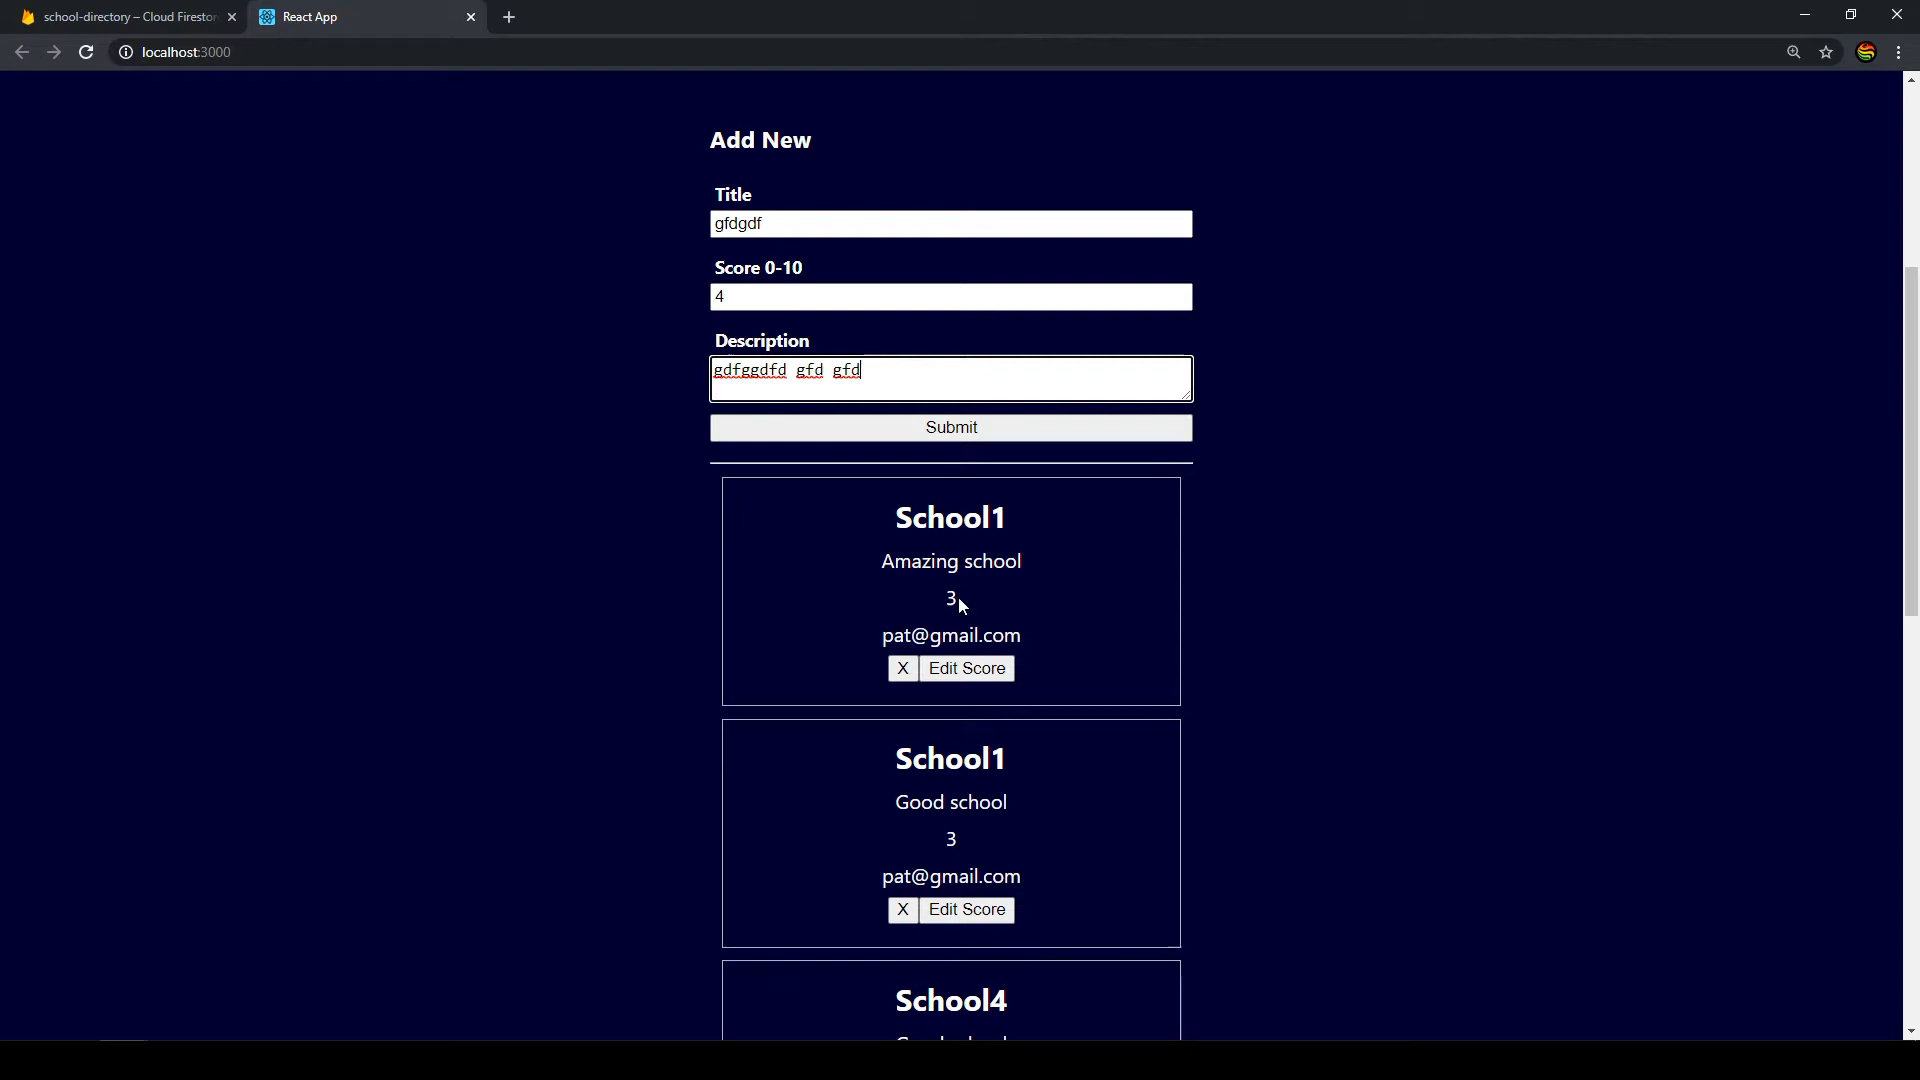 school-directory – Cloud Firestor
React App
localhost:3000
Add New
Title
gfdgdf
Score 0-10
4
Description
gdfggdfd gfd gfd
Submit
School1
Amazing school
3
pat@gmail.com
X Edit Score
School1
Good school
3
pat@gmail.com
X Edit Score
School4